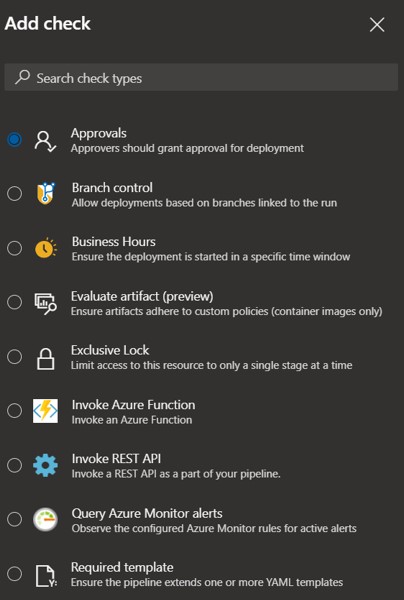 Add check
Search check types
Approvals
Approvers should grant approval for deployment
Branch control
Allow deployments based on branches linked to the run
Business Hours
Ensure the deployment is started in a specific time window
Evaluate artifact (preview)
Ensure artifacts adhere to custom policies (container images only)
Exclusive Lock
Limit access to this resource to only a single stage at a time
Invoke Azure Function
Invoke an Azure Function
Invoke REST API
Invoke a REST API as a part of your pipeline.
Query Azure Monitor alerts
Observe the configured Azure Monitor rules for active alerts
Required template
Ensure the pipeline extends one or more YAML templates